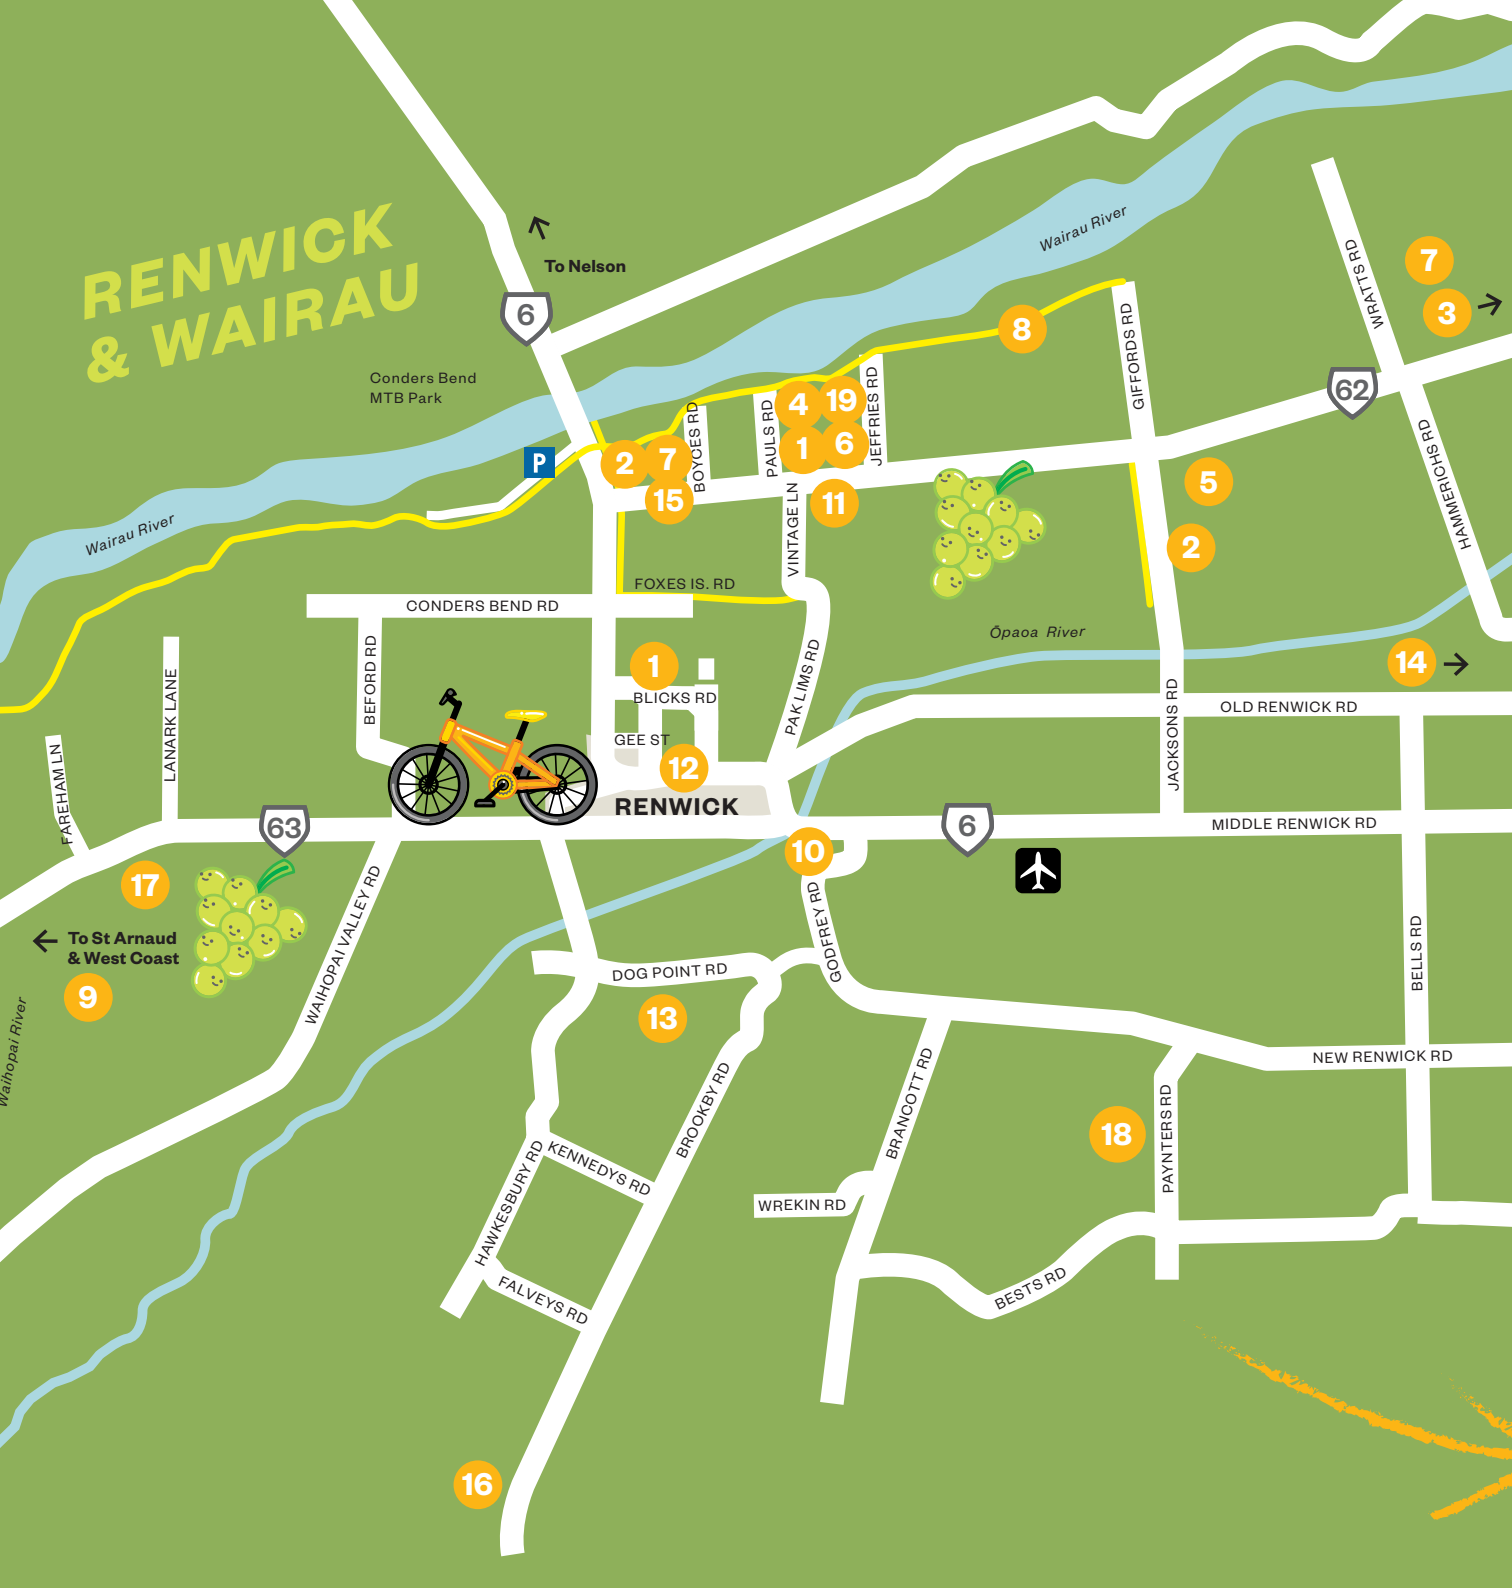 RENWICK
& WAIRAU
To Nelson
6
Conders Bend
MTB Park
Wairau River
Wairau River
P
8
GIFFORDS RD
WRATTS RD
7
3
62
HAMMERICHS RD
BOYCES RD
PAULS RD
JEFFRIES RD
4
19
1
6
2
7
15
11
VINTAGE LN
5
2
FOXES IS. RD
CONDERS BEND RD
Ōpaoa River
14
BEFORD RD
LANARK LANE
FAREHAM LN
1
BLICKS RD
GEE ST
12
RENWICK
PAK LIMS RD
OLD RENWICK RD
JACKSONS RD
MIDDLE RENWICK RD
63
6
10
17
To St Arnaud
& West Coast
9
Waihopai River
WAIHOPAI VALLEY RD
GODFREY RD
BELLS RD
DOG POINT RD
13
NEW RENWICK RD
BROOKBY RD
BRANCOTT RD
18
PAYNTERS RD
HAWKESBURY RD
KENNEDYS RD
WREKIN RD
FALVEYS RD
BESTS RD
16